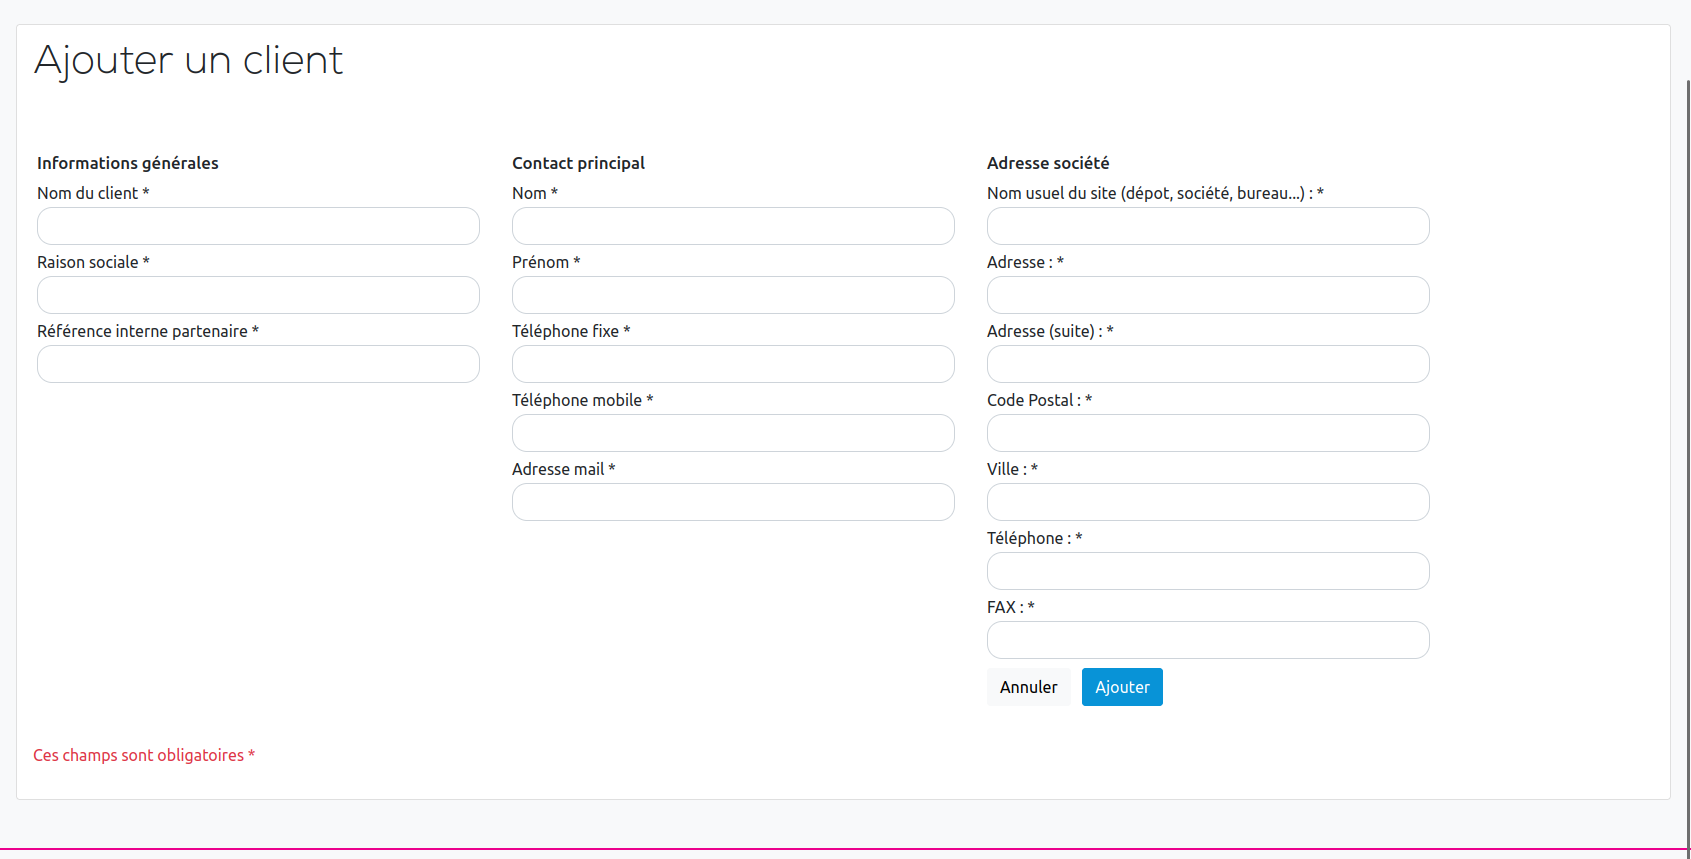 Ajouter un client
Informations générales
Nom du client *
Raison sociale *
Référence interne partenaire *
Contact principal
Nom *
Prénom *
Téléphone fixe *
Téléphone mobile *
Adresse mail *
Adresse société
Nom usuel du site (dépot, société, bureau...) : *
Adresse : *
Adresse (suite) : *
Code Postal : *
Ville : *
Téléphone : *
FAX : *
Annuler Ajouter
Ces champs sont obligatoires *